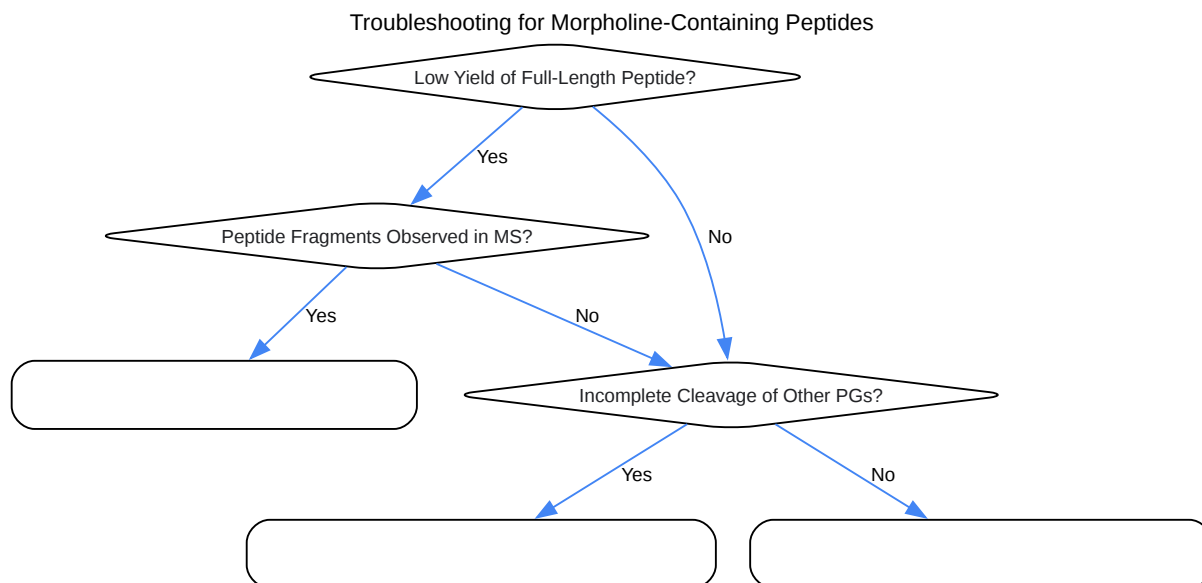 Troubleshooting for Morpholine-Containing Peptides
Low Yield of Full-Length Peptide?
Yes
No
Peptide Fragments Observed in MS?
Yes
No
Incomplete Cleavage of Other PGs?
Yes
No